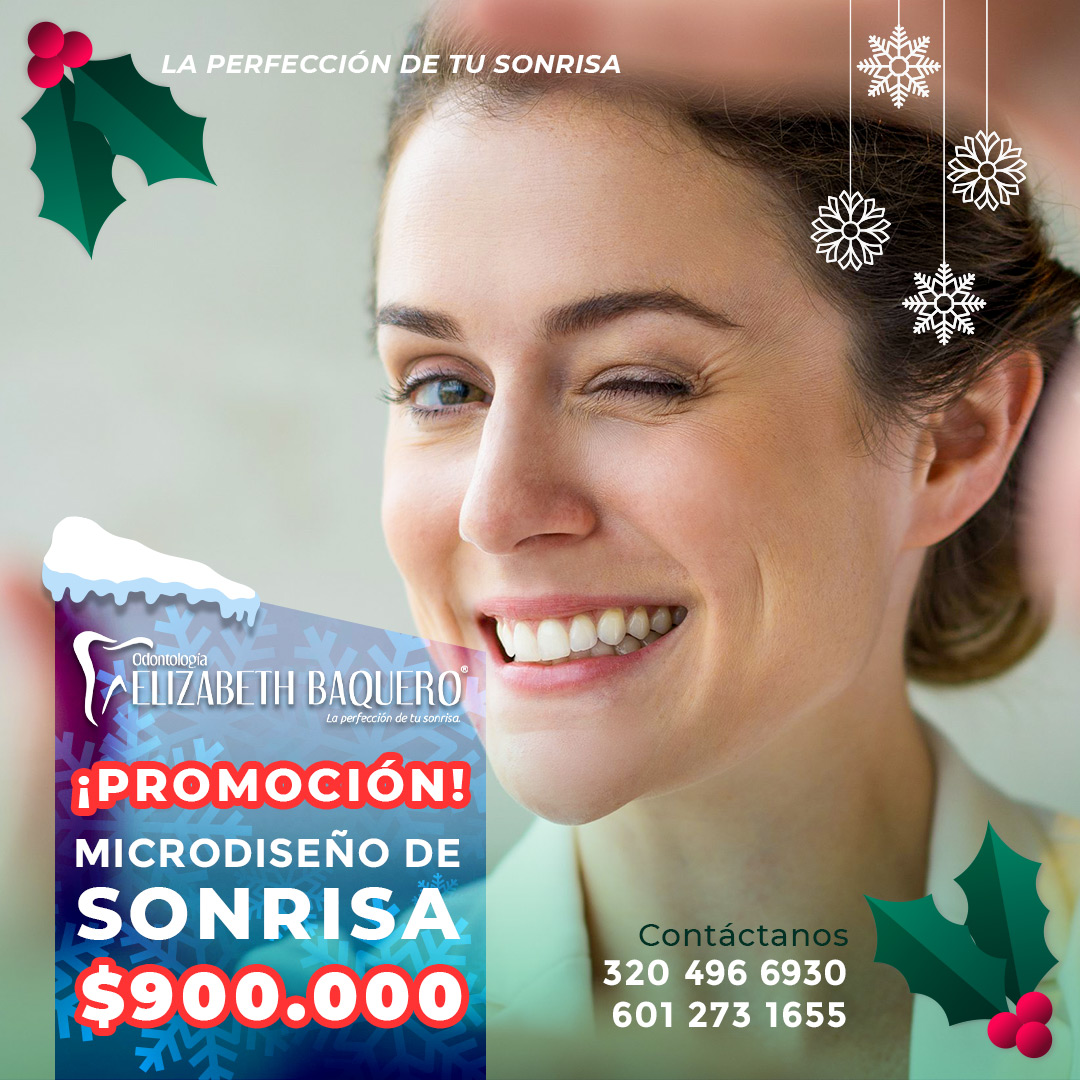 LA PERFECCIÓN DE TU SONRISA
Odontología
ELIZABETH BAQUERO®
La perfección de tu sonrisa.
¡PROMOCIÓN!
MICRODISEÑO DE
SONRISA
$900.000
Contáctanos
320 496 6930
601 273 1655